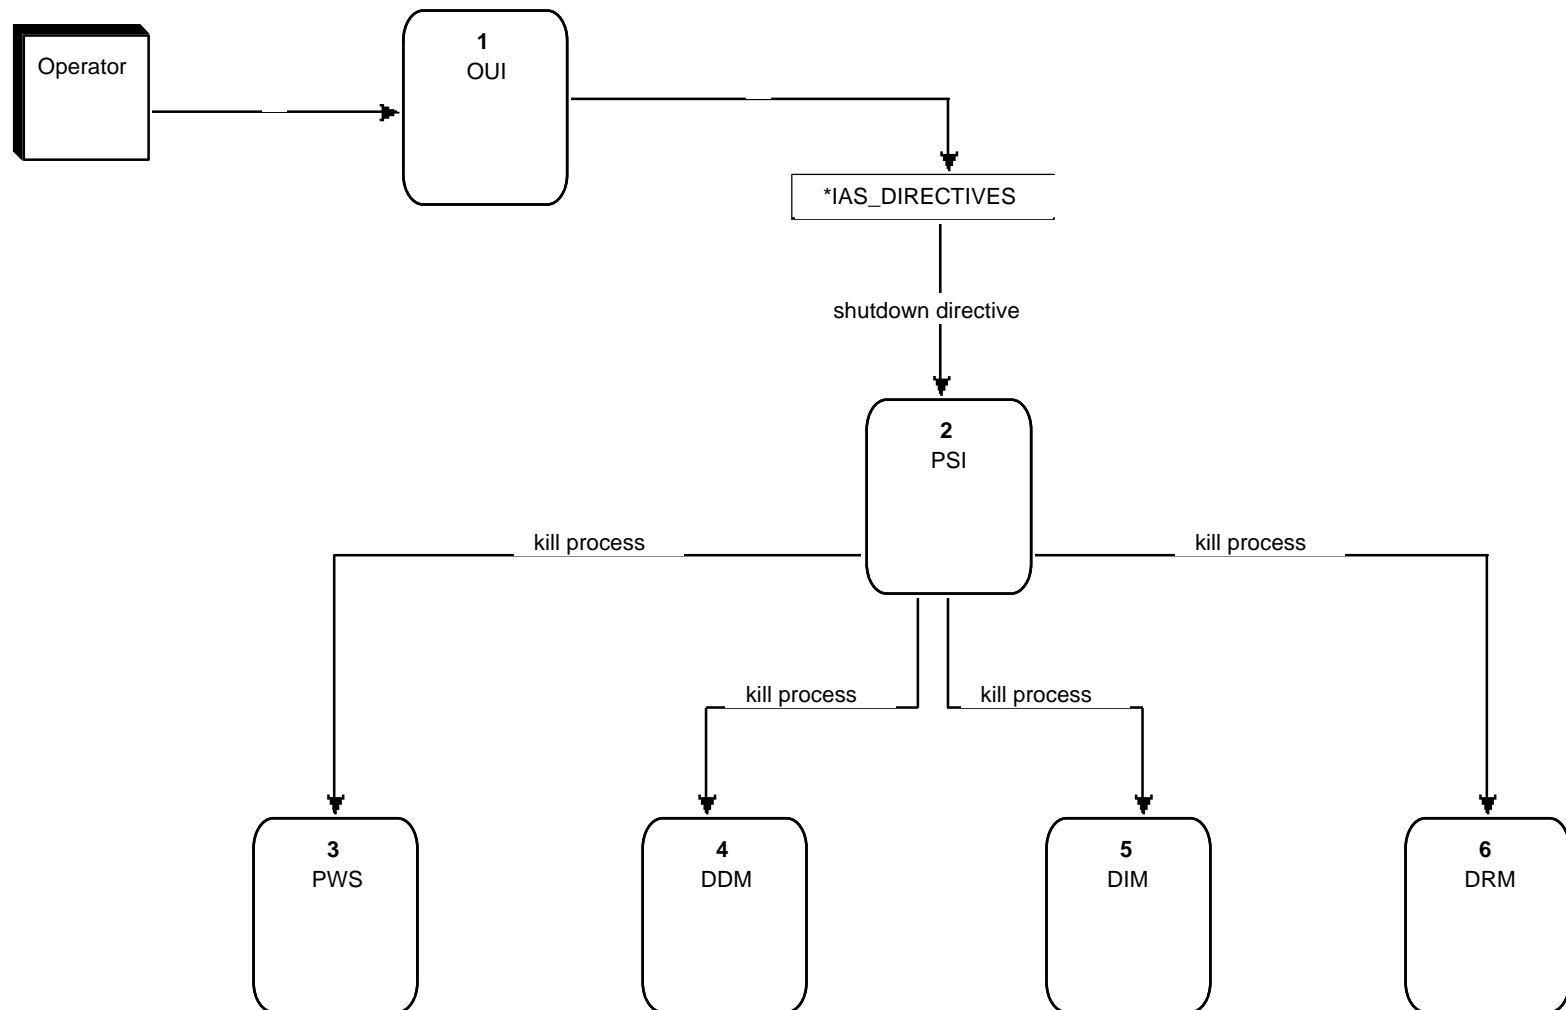 Operator
1
OUI
*IAS_DIRECTIVES
shutdown directive
2
PSI
kill process
kill process
kill process
kill process
3
PWS
4
DDM
5
DIM
6
DRM